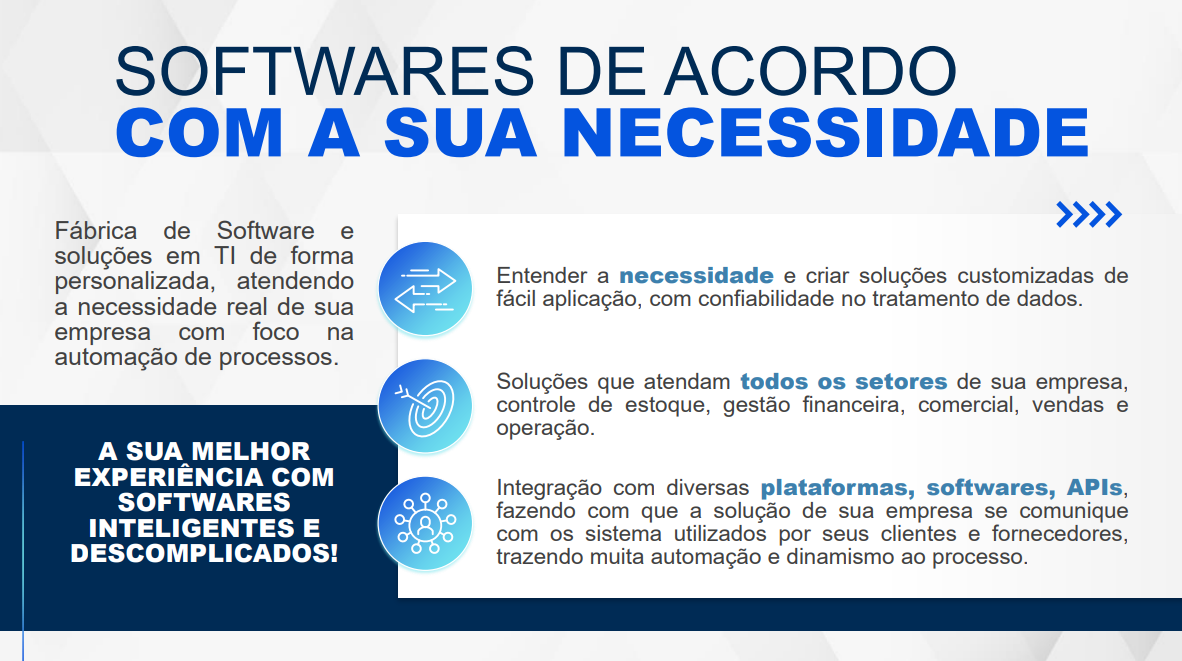 SOFTWARES DE ACORDO
COM A SUA NECESSIDADE
Fábrica de Software e
soluções em TI de forma
personalizada, atendendo
a necessidade real de sua
empresa com foco na
automação de processos.
A SUA MELHOR
EXPERIÊNCIA COM
SOFTWARES
INTELIGENTES E
DESCOMPLICADOS!
Entender a necessidade e criar soluções customizadas de
fácil aplicação, com confiabilidade no tratamento de dados.
Soluções que atendam todos os setores de sua empresa,
controle de estoque, gestão financeira, comercial, vendas e
operação.
Integração com diversas plataformas, softwares, APIs,
fazendo com que a solução de sua empresa se comunique
com os sistema utilizados por seus clientes e fornecedores,
trazendo muita automação e dinamismo ao processo.